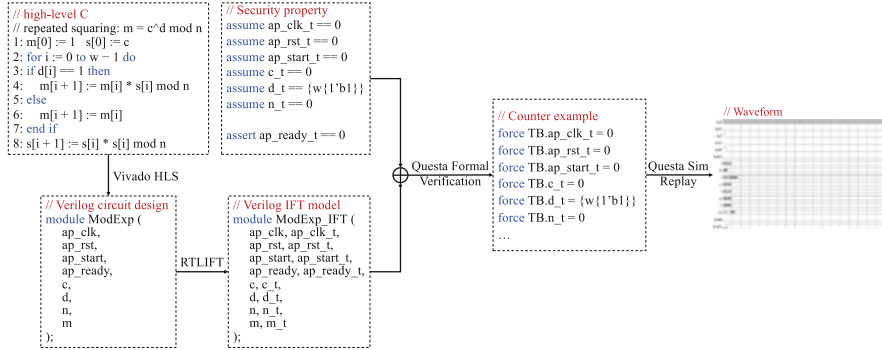 // high-level C
// repeated squaring: m = c^d mod n
1: m[0] := 1   s[0] := c
2: for i := 0 to w − 1 do
3: if d[i] == 1 then
4:    m[i + 1] := m[i] * s[i] mod n
5: else
6:    m[i + 1] := m[i]
7: end if
8: s[i + 1] := s[i] * s[i] mod n
// Security property
assume ap_clk_t == 0
assume ap_rst_t == 0
assume ap_start_t == 0
assume c_t == 0
assume d_t == {w{1'b1}}
assume n_t == 0
assert ap_ready_t == 0
Vivado HLS
// Verilog circuit design
module ModExp (
ap_clk,
ap_rst,
ap_start,
ap_ready,
c,
d,
n,
m
);
RTLIFT
// Verilog IFT model
module ModExp_IFT (
ap_clk, ap_clk_t,
ap_rst, ap_rst_t,
ap_start, ap_start_t,
ap_ready, ap_ready_t,
c, c_t,
d, d_t,
n, n_t,
m, m_t
);
Questa Formal
Verification
// Counter example
force TB.ap_clk_t = 0
force TB.ap_rst_t = 0
force TB.ap_start_t = 0
force TB.c_t = 0
force TB.d_t = {w{1'b1}}
force TB.n_t = 0
…
Questa Sim
Replay
// Waveform